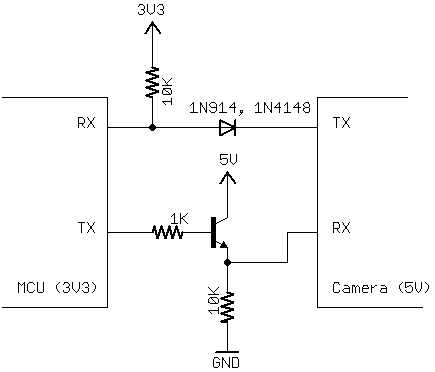 3V3
10K
RX
1N914, 1N4148
TX
5V
TX
1K
RX
MCU (3V3)
10K
Camera (5V)
GND